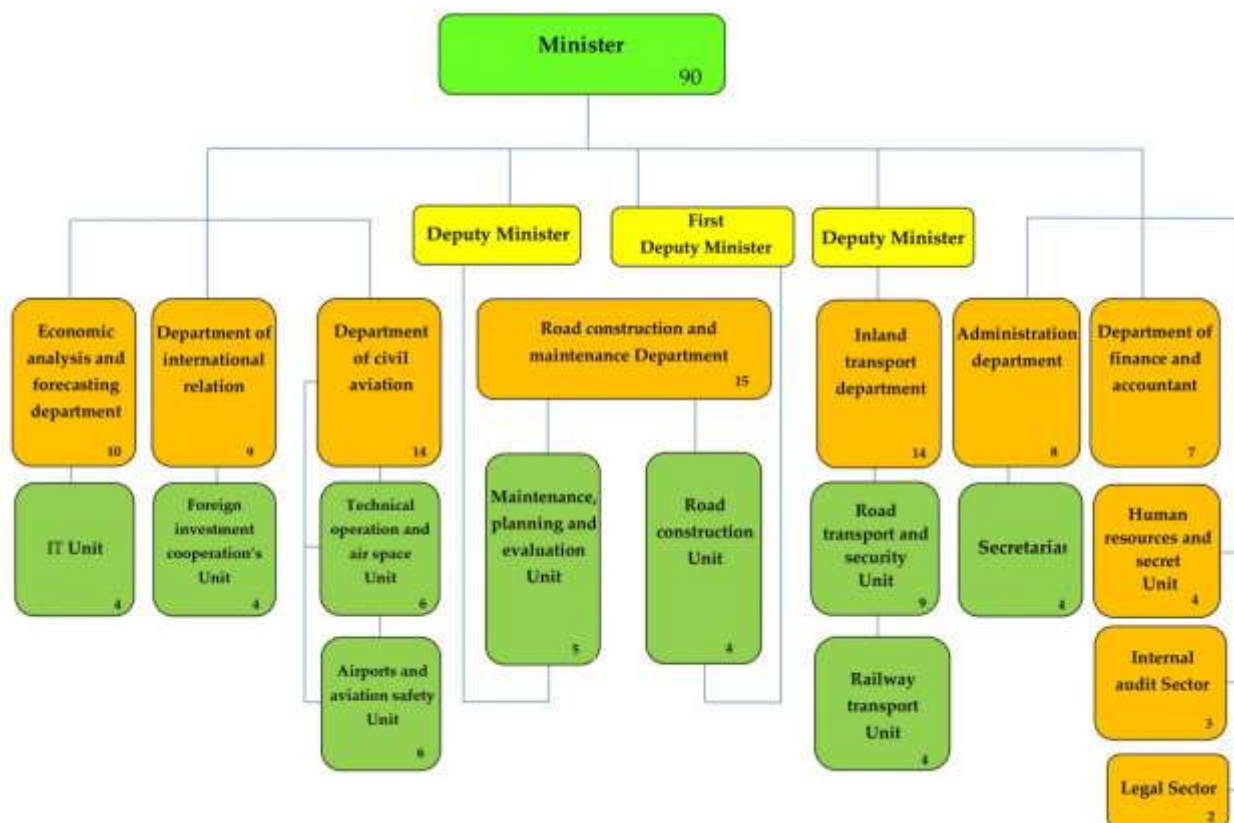 Minister
90
Deputy Minister
First
Deputy Minister
Deputy Minister
Economic
analysis and
forecasting
department
10
Department of
international
relation
9
Department
of civil
aviation
14
Road construction and
maintenance Department
15
Inland
transport
department
14
Administration
department
8
Department of
finance and
accountant
7
IT Unit
4
Foreign
investment
cooperation's
Unit
4
Technical
operation and
air space
Unit
6
Maintenance,
planning and
evaluation
Unit
5
Road
construction
Unit
4
Road
transport and
security
Unit
9
Secretariat
4
Human
resources and
secret
Unit
4
Airports and
aviation safety
Unit
6
Railway
transport
Unit
4
Internal
audit Sector
3
Legal Sector
2